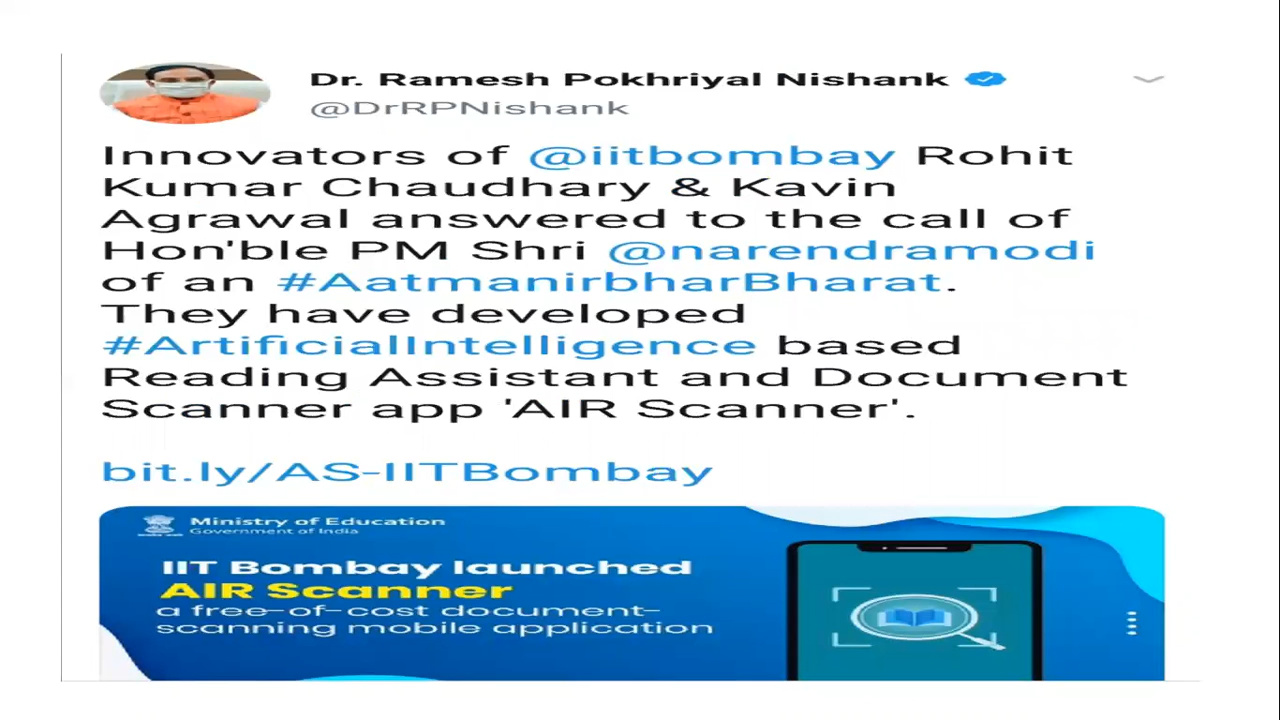 Dr. Ramesh Pokhriyal Nishank
@DrRPNishank
Innovators of @iitbombay Rohit
Kumar Chaudhary & Kavin
Agrawal answered to the call of
Hon'ble PM Shri @narendramodi
of an #AatmanirbharBharat.
They have developed
#ArtificialIntelligence based
Reading Assistant and Document
Scanner app 'AIR Scanner'.
bit.ly/AS-IITBombay
Ministry of Education
Government of India
IIT Bombay launched
AIR Scanner
a free-of-cost document-
scanning mobile application